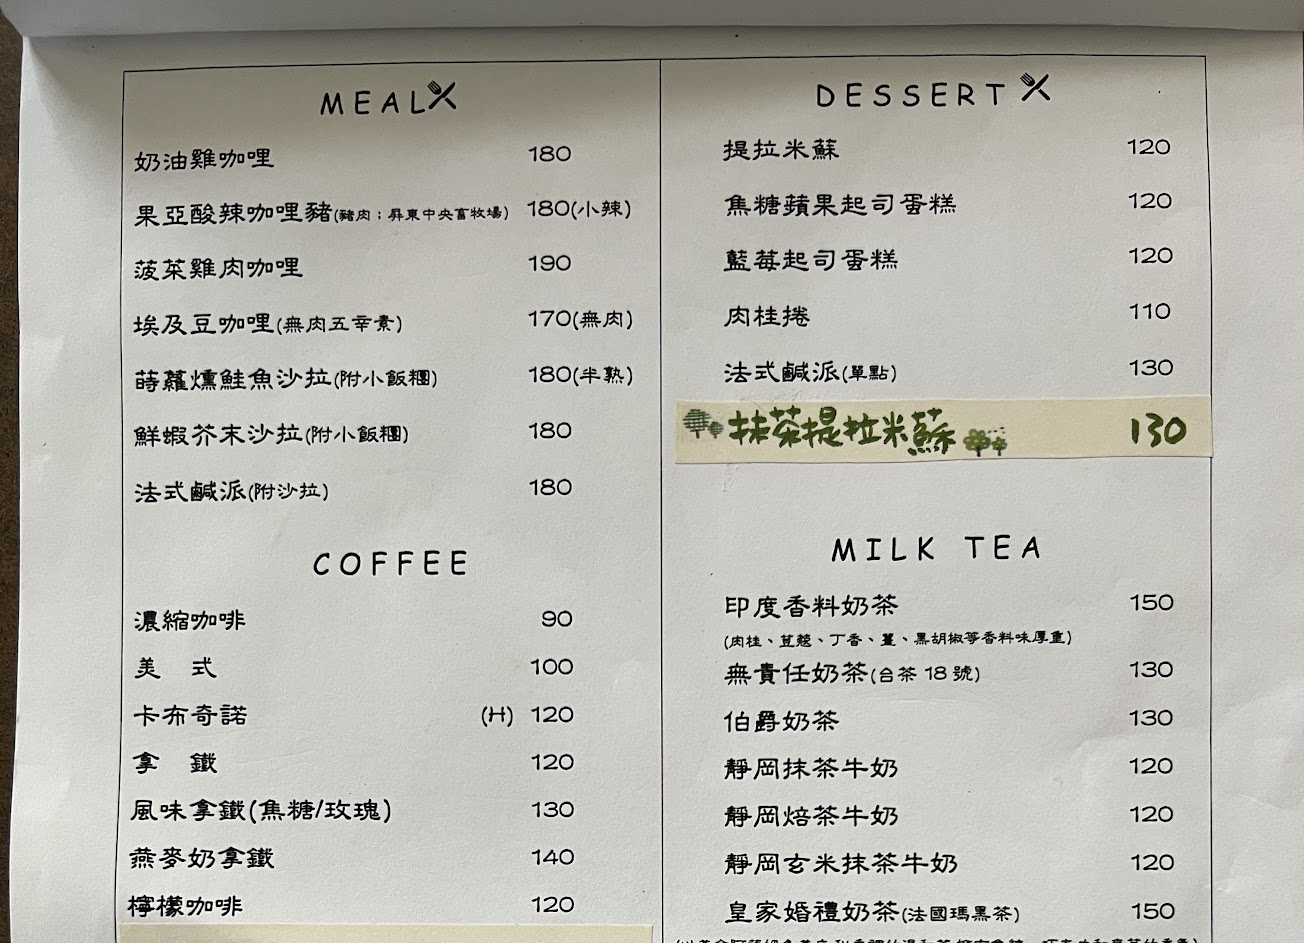 MEAL
奶油雞咖哩 180
果亞酸辣咖哩豬(豬肉；屏東中央畜牧場) 180(小辣)
菠菜雞肉咖哩 190
埃及豆咖哩(無肉五辛素) 170(無肉)
蒔蘿燻鮭魚沙拉(附小飯糰) 180(半熟)
鮮蝦芥末沙拉(附小飯糰) 180
法式鹹派(附沙拉) 180
COFFEE
濃縮咖啡 90
美 式 100
卡布奇諾 (H) 120
拿 鐵 120
風味拿鐵(焦糖/玫瑰) 130
燕麥奶拿鐵 140
檸檬咖啡 120
DESSERT
提拉米蘇 120
焦糖蘋果起司蛋糕 120
藍莓起司蛋糕 120
肉桂捲 110
法式鹹派(單點) 130
抹茶提拉米蘇 130
MILK TEA
印度香料奶茶 150
(肉桂、荳蔻、丁香、薑、黑胡椒等香料味厚重)
無責任奶茶(台茶 18 號) 130
伯爵奶茶 130
靜岡抹茶牛奶 120
靜岡焙茶牛奶 120
靜岡玄米抹茶牛奶 120
皇家婚禮奶茶(法國瑪黑茶) 150